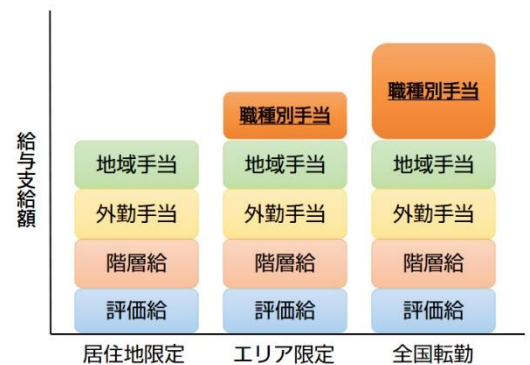 給与支給額
職種別手当
職種別手当
地域手当
地域手当
地域手当
外勤手当
外勤手当
外勤手当
階層給
階層給
階層給
評価給
評価給
評価給
居住地限定
エリア限定
全国転勤